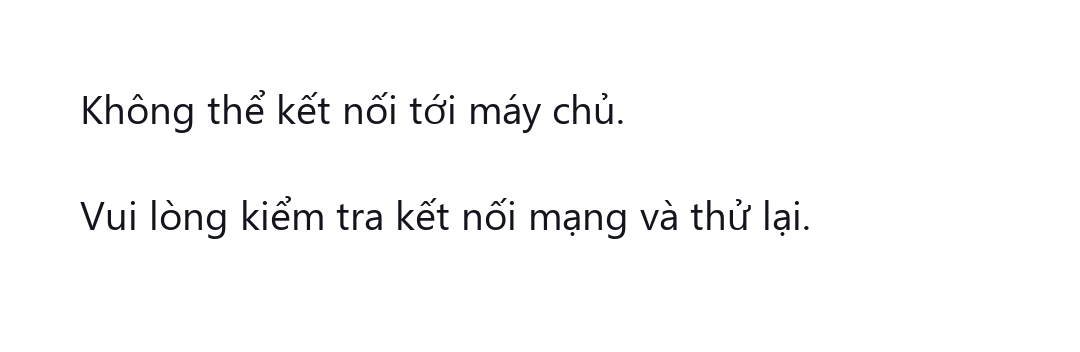 Không thể kết nối tới máy chủ.
Vui lòng kiểm tra kết nối mạng và thử lại.